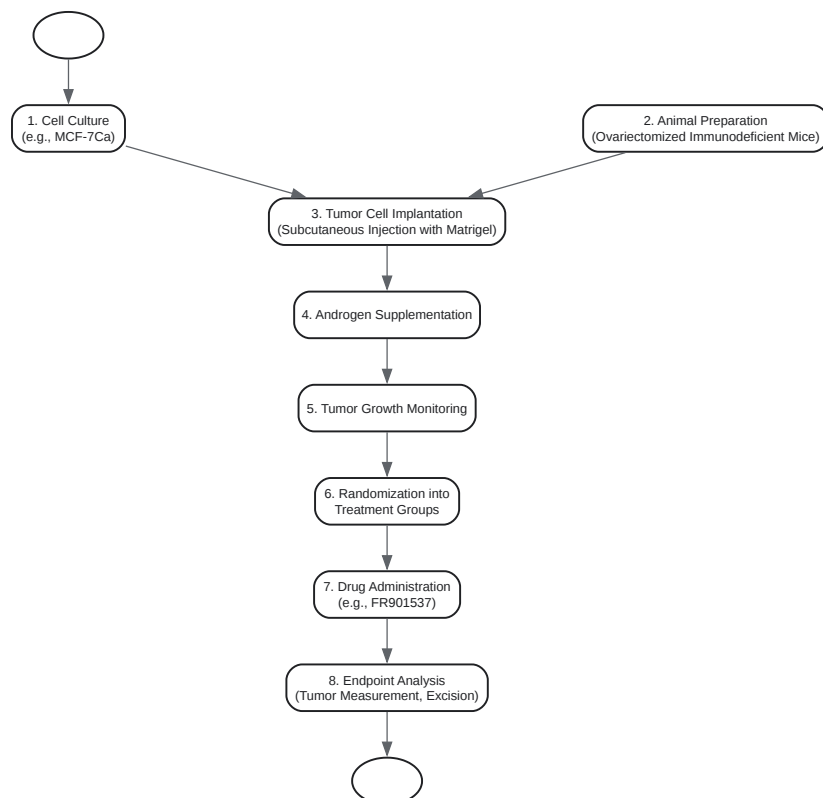 1. Cell Culture
(e.g., MCF-7Ca)
2. Animal Preparation
(Ovariectomized Immunodeficient Mice)
3. Tumor Cell Implantation
(Subcutaneous Injection with Matrigel)
4. Androgen Supplementation
5. Tumor Growth Monitoring
6. Randomization into
Treatment Groups
7. Drug Administration
(e.g., FR901537)
8. Endpoint Analysis
(Tumor Measurement, Excision)